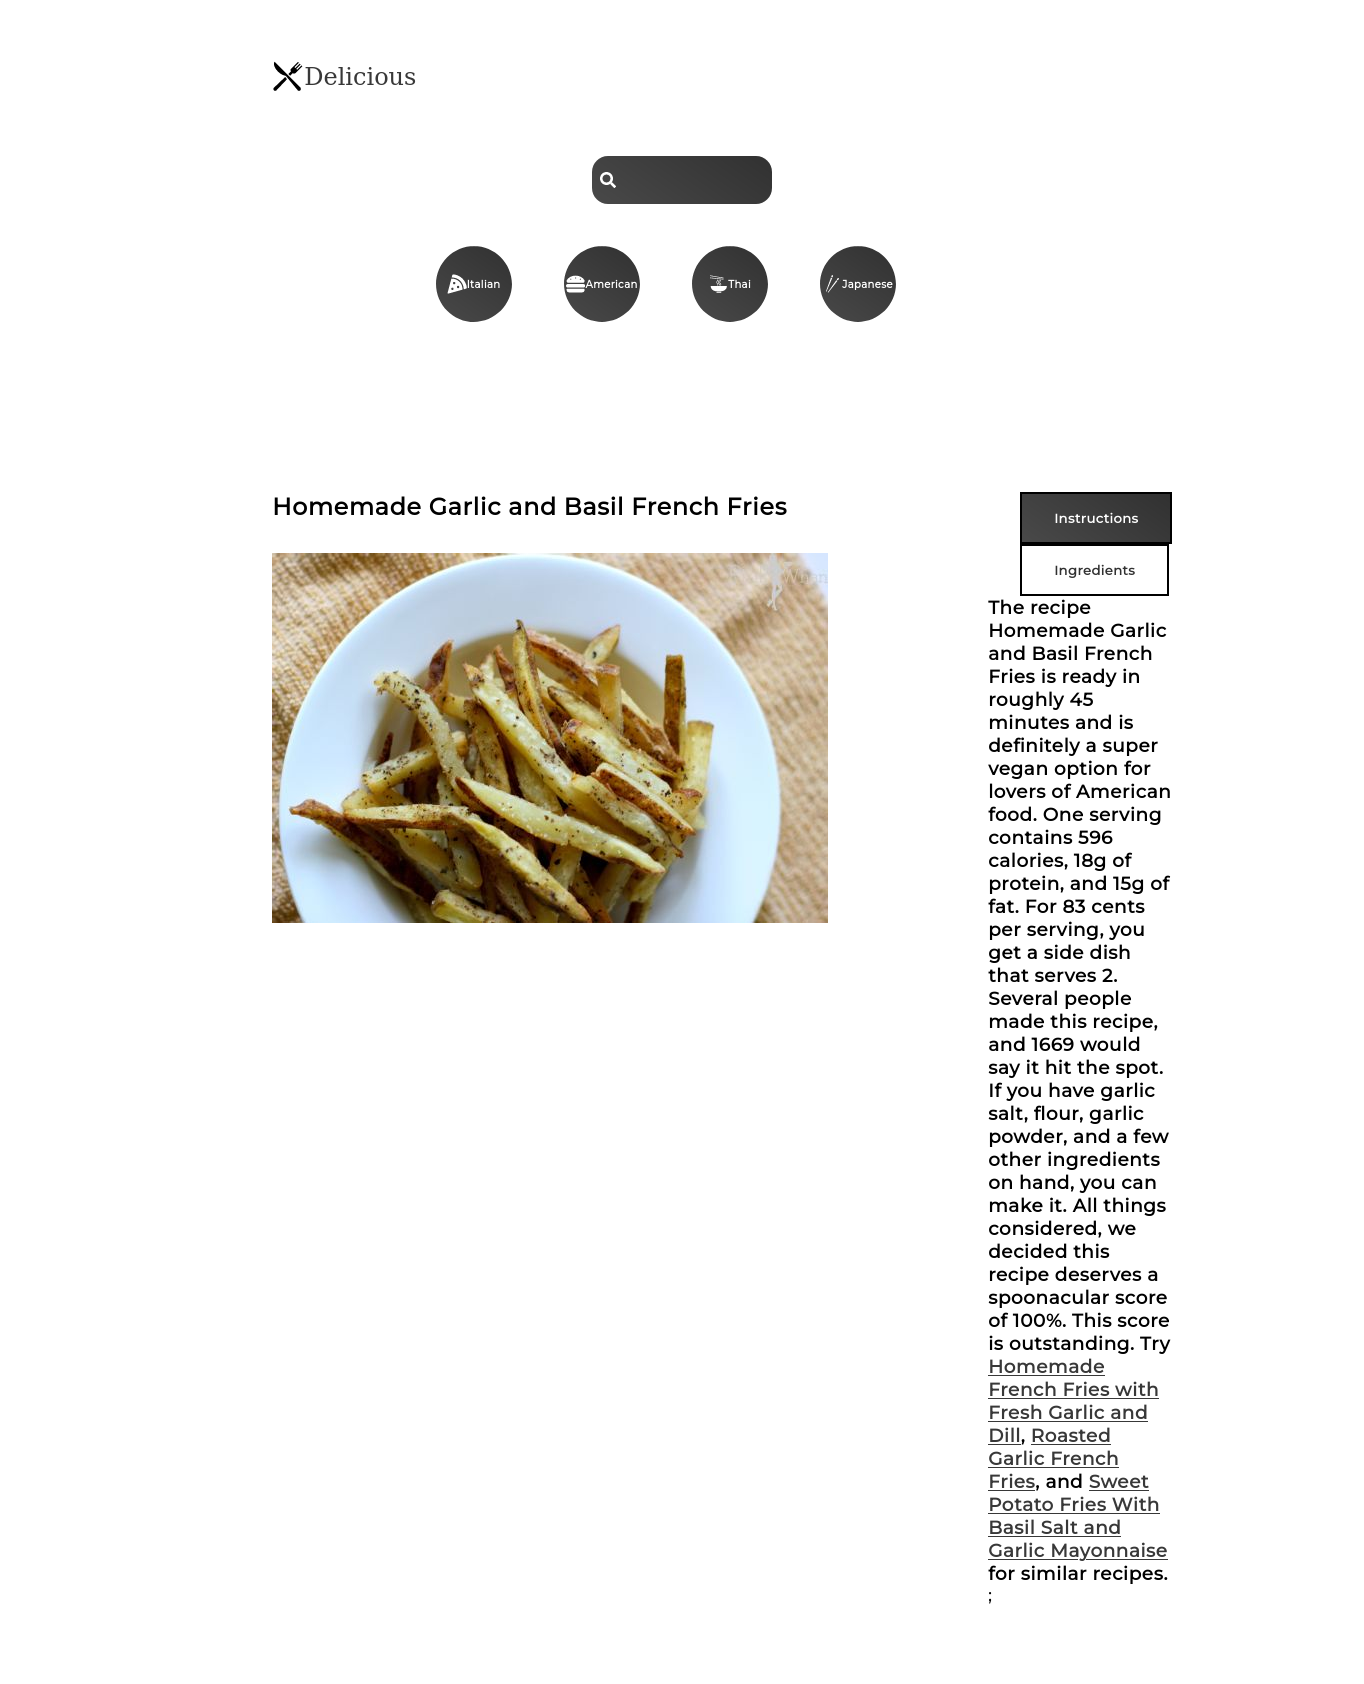 Delicious
Italian
American
Thai
Japanese
Homemade Garlic and Basil French Fries
Instructions
Ingredients
The recipe
Homemade Garlic
and Basil French
Fries is ready in
roughly 45
minutes and is
definitely a super
vegan option for
lovers of American
food. One serving
contains 596
calories, 18g of
protein, and 15g of
fat. For 83 cents
per serving, you
get a side dish
that serves 2.
Several people
made this recipe,
and 1669 would
say it hit the spot.
If you have garlic
salt, flour, garlic
powder, and a few
other ingredients
on hand, you can
make it. All things
considered, we
decided this
recipe deserves a
spoonacular score
of 100%. This score
is outstanding. Try
Homemade
French Fries with
Fresh Garlic and
Dill, Roasted
Garlic French
Fries, and Sweet
Potato Fries With
Basil Salt and
Garlic Mayonnaise
for similar recipes.
;